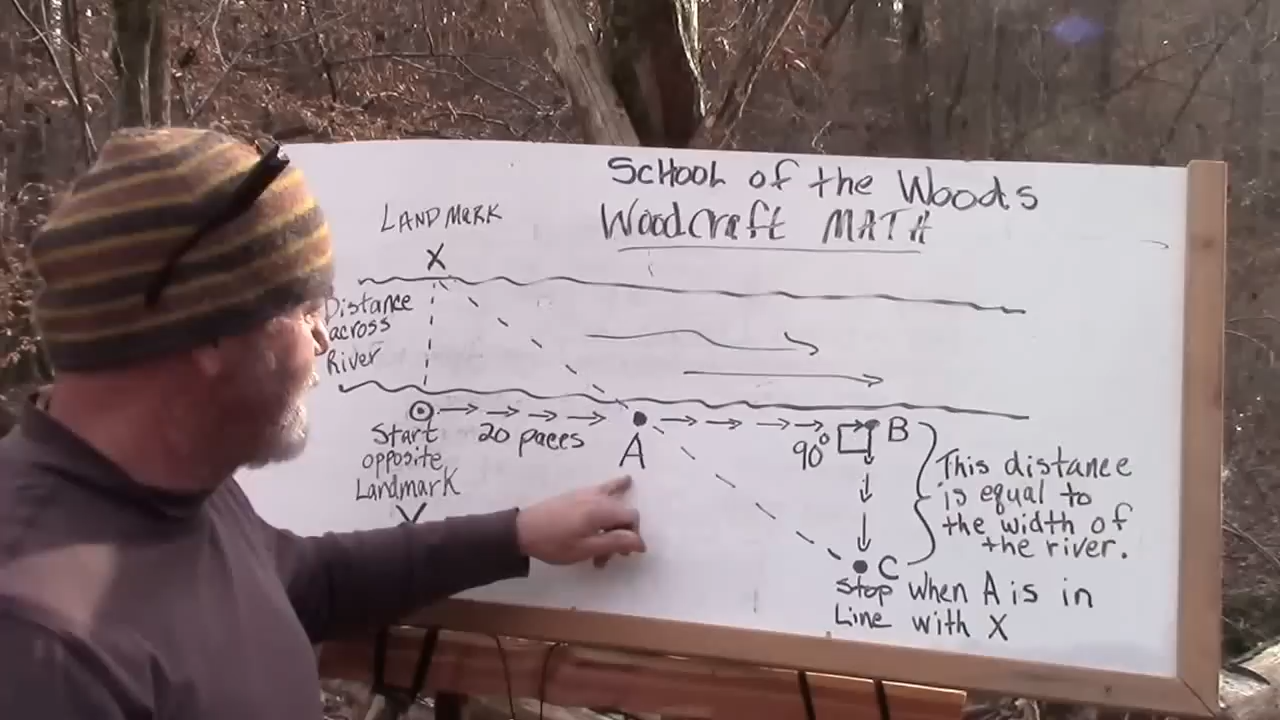 SCHOOL of the Woods
Woodcraft MATH
LANDMARK
X
Distance
across
River
20 paces
Start
opposite
Landmark
A
90°
B
This distance
is equal to
the width of
the river.
C
Stop when A is in
Line with X